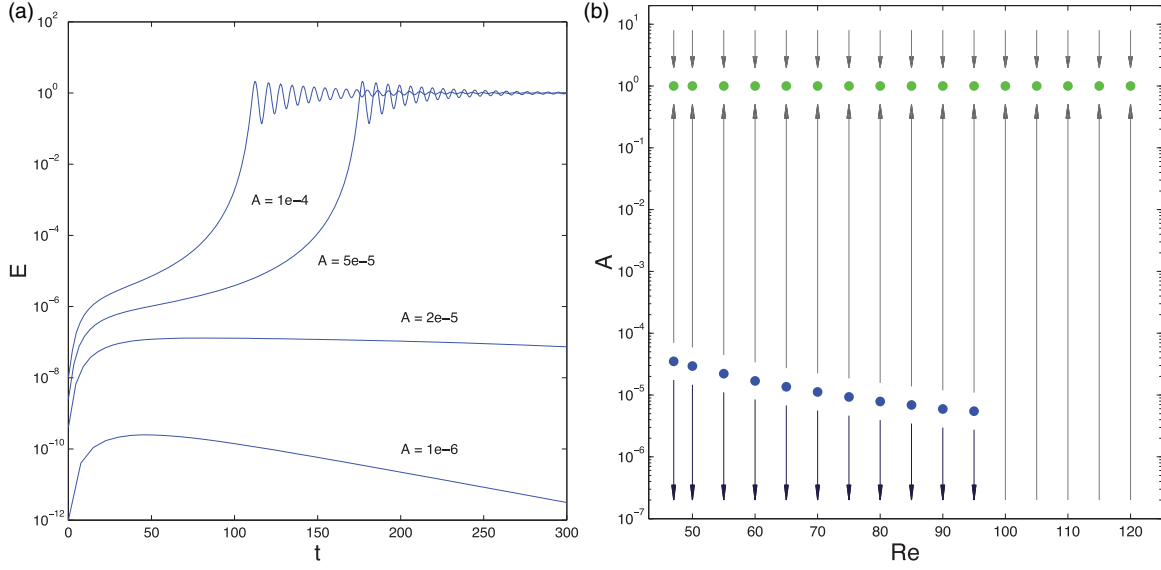 (a)
10^2
10^0
10^-2
10^-4
10^-6
10^-8
10^-10
10^-12
E
A = 1e-4
A = 5e-5
A = 2e-5
A = 1e-6
0 50 100 150 200 250 300
t
(b)
10^1
10^0
10^-1
10^-2
10^-3
10^-4
10^-5
10^-6
10^-7
A
50 60 70 80 90 100 110 120
Re